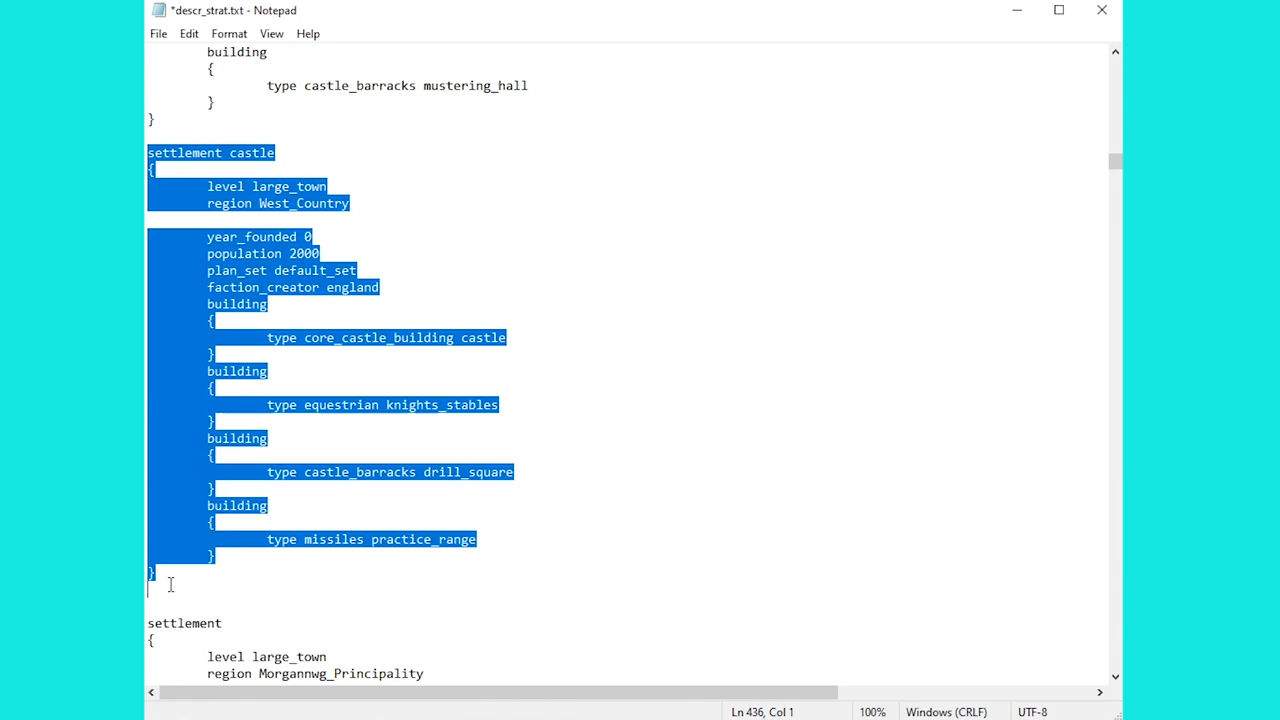 *descr_strat.txt - Notepad
File Edit Format View Help
building
{
type castle_barracks mustering_hall
}
}
settlement castle
{
level large_town
region West_Country
year_founded 0
population 2000
plan_set default_set
faction_creator england
building
{
type core_castle_building castle
}
building
{
type equestrian knights_stables
}
building
{
type castle_barracks drill_square
}
building
{
type missiles practice_range
}
}
settlement
{
level large_town
region Morgannwg_Principality
Ln 436, Col 1 100% Windows (CRLF) UTF-8